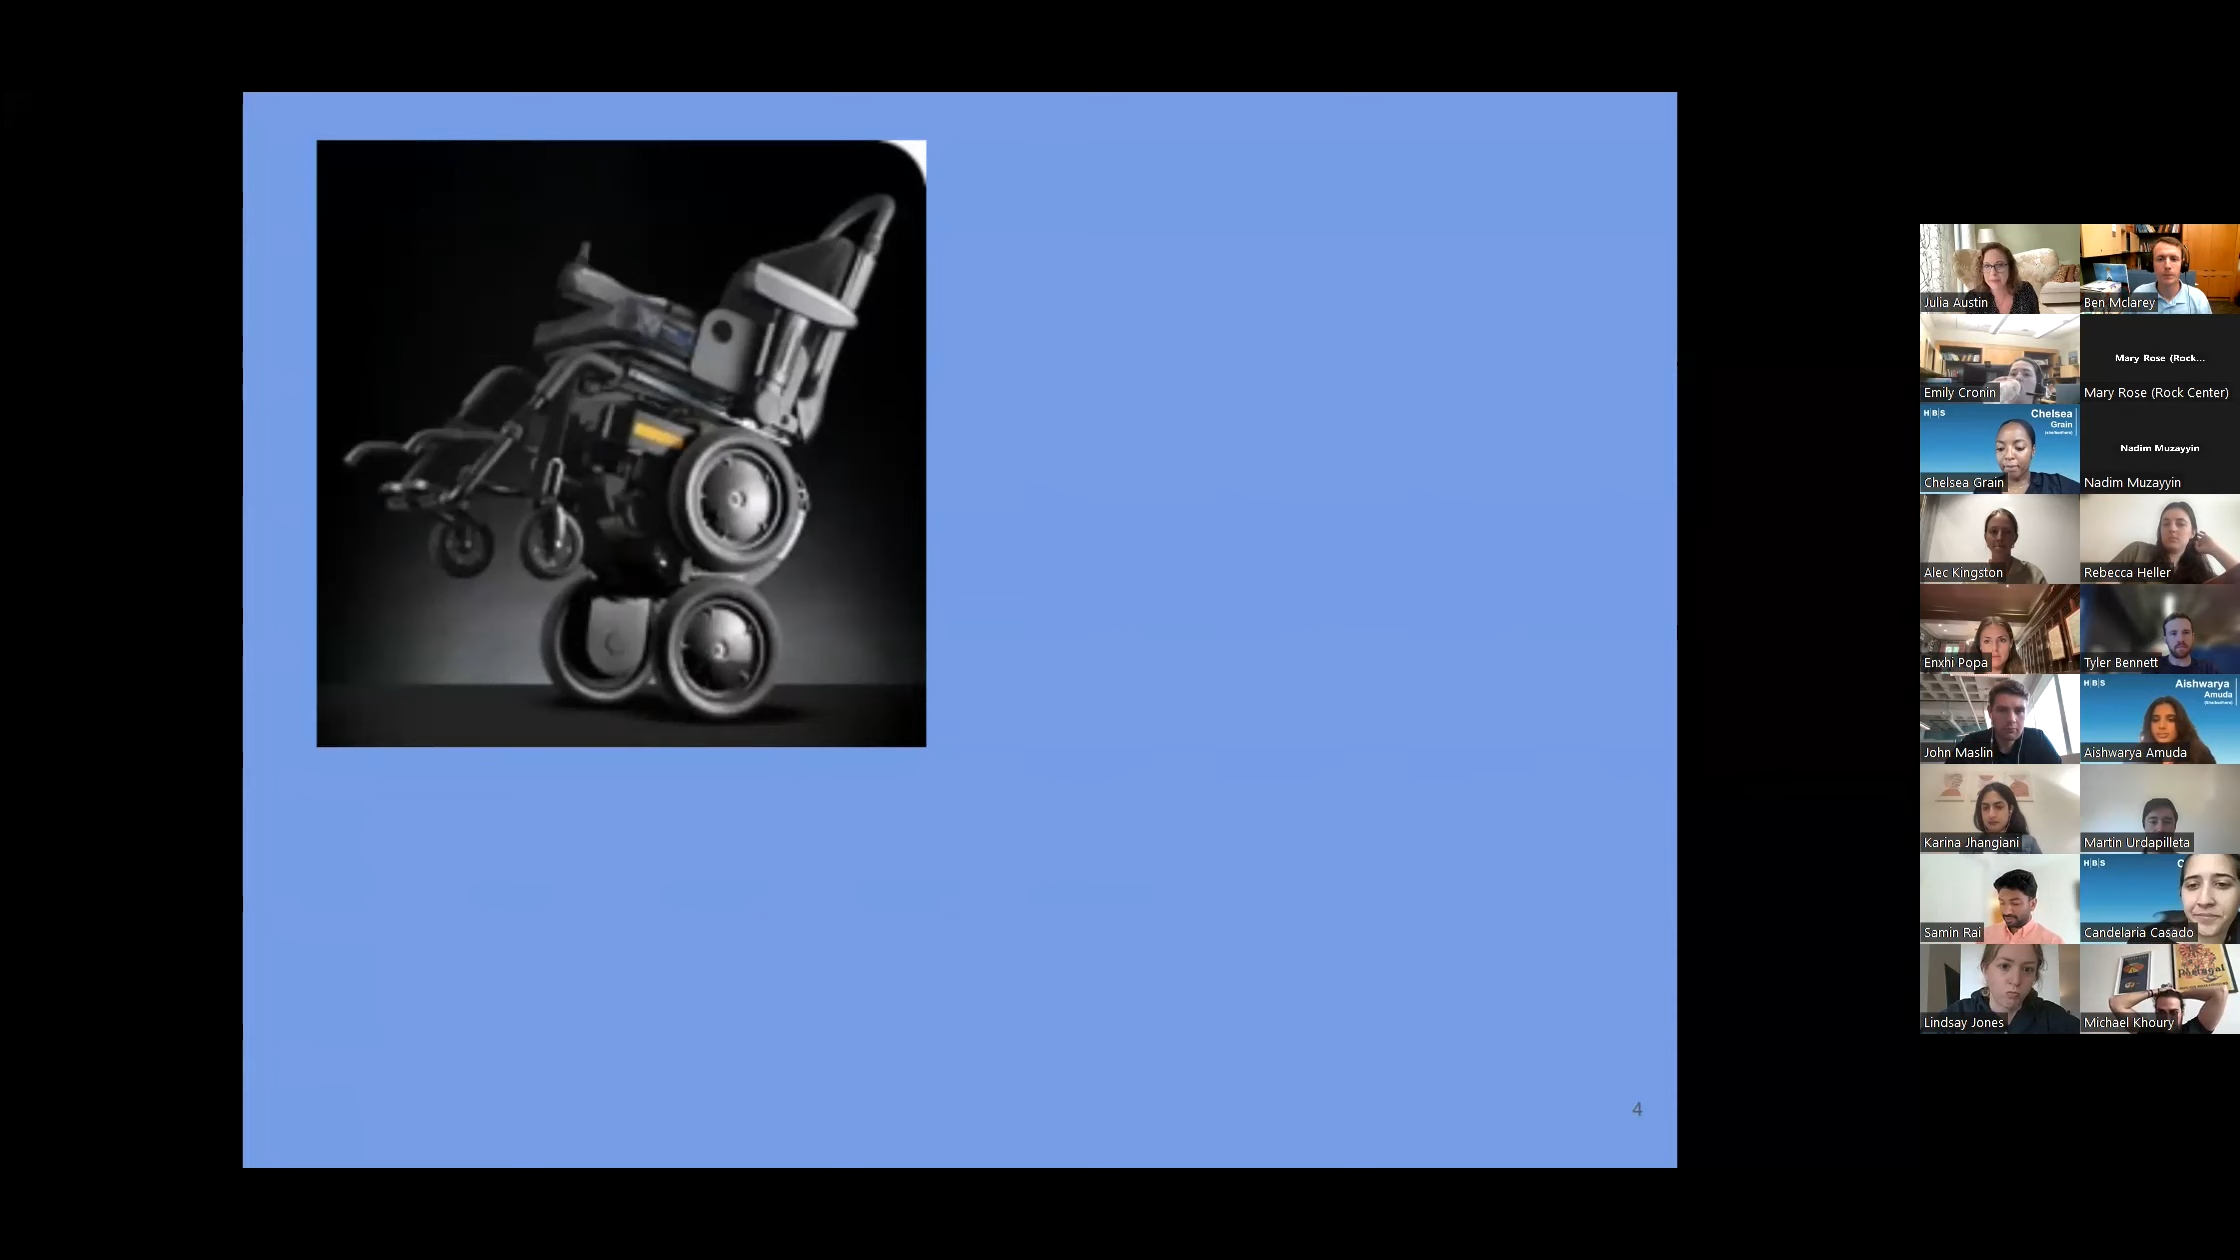 4
Julia Austin
Ben Mclarey
Emily Cronin
Mary Rose (Rock...
Mary Rose (Rock Center)
H|B|S
Chelsea
Grain
Chelsea Grain
Nadim Muzayyin
Nadim Muzayyin
Alec Kingston
Rebecca Heller
Enxhi Popa
Tyler Bennett
John Maslin
H|B|S
Aishwarya
Amuda
Aishwarya Amuda
Karina Jhangiani
Martin Urdapilleta
Samin Rai
H|B|S
C
Candelaria Casado
Lindsay Jones
Portugal
Michael Khoury